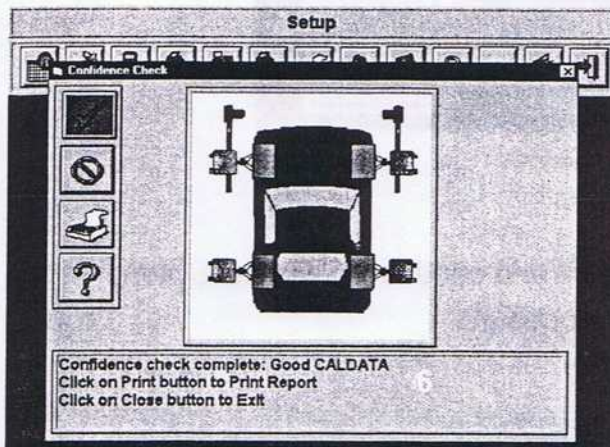 Setup
Confidence Check
Confidence check complete: Good CALDATA
Click on Print button to Print Report
Click on Close button to Exit
6